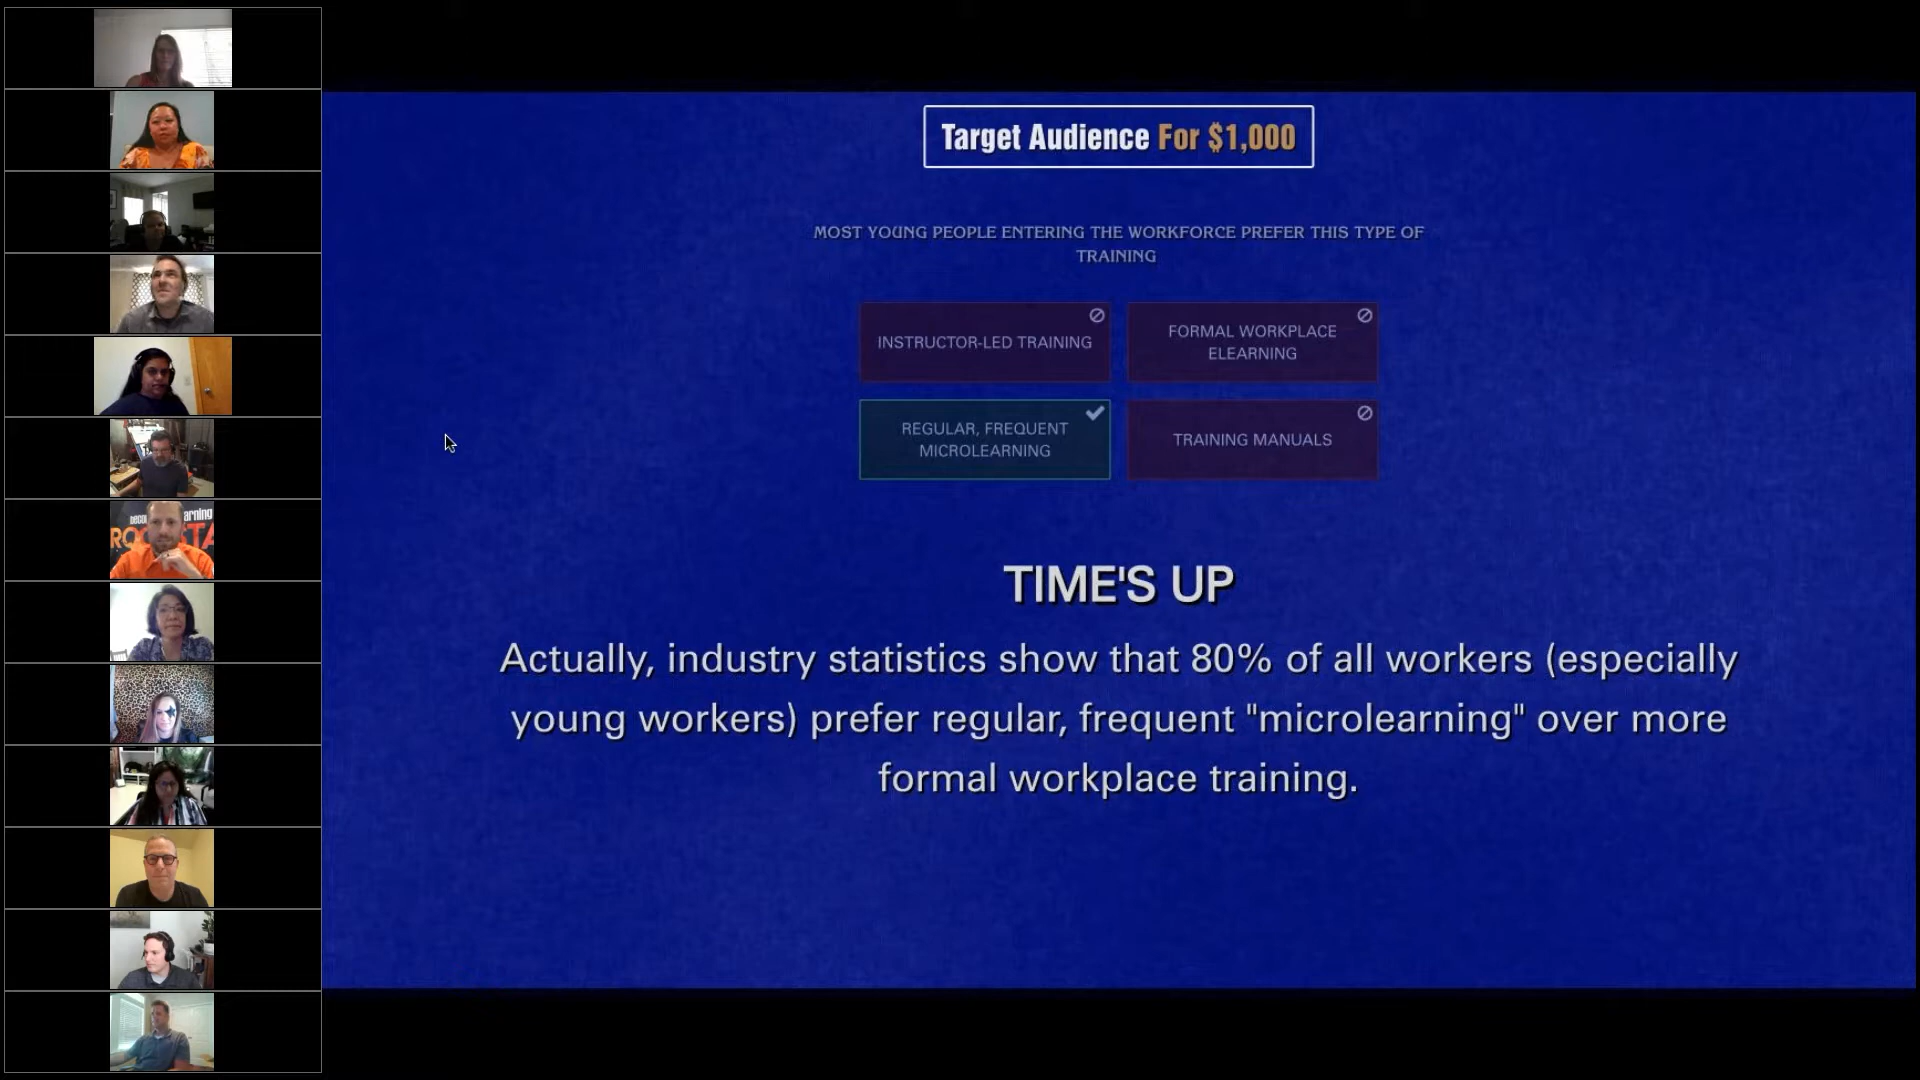 Target Audience For $1,000
MOST YOUNG PEOPLE ENTERING THE WORKFORCE PREFER THIS TYPE OF
TRAINING
INSTRUCTOR-LED TRAINING
FORMAL WORKPLACE
ELEARNING
REGULAR, FREQUENT
MICROLEARNING
TRAINING MANUALS
TIME'S UP
Actually, industry statistics show that 80% of all workers (especially
young workers) prefer regular, frequent "microlearning" over more
formal workplace training.